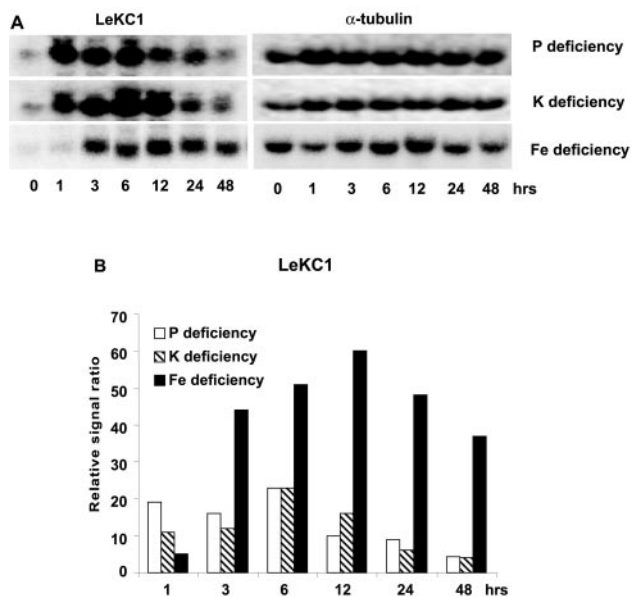 A
LeKC1 α-tubulin
P deficiency
K deficiency
Fe deficiency
0 1 3 6 12 24 48 0 1 3 6 12 24 48 hrs
B LeKC1
70
60
50
40
30
20
10
0
Relative signal ratio
P deficiency
K deficiency
Fe deficiency
1 3 6 12 24 48 hrs